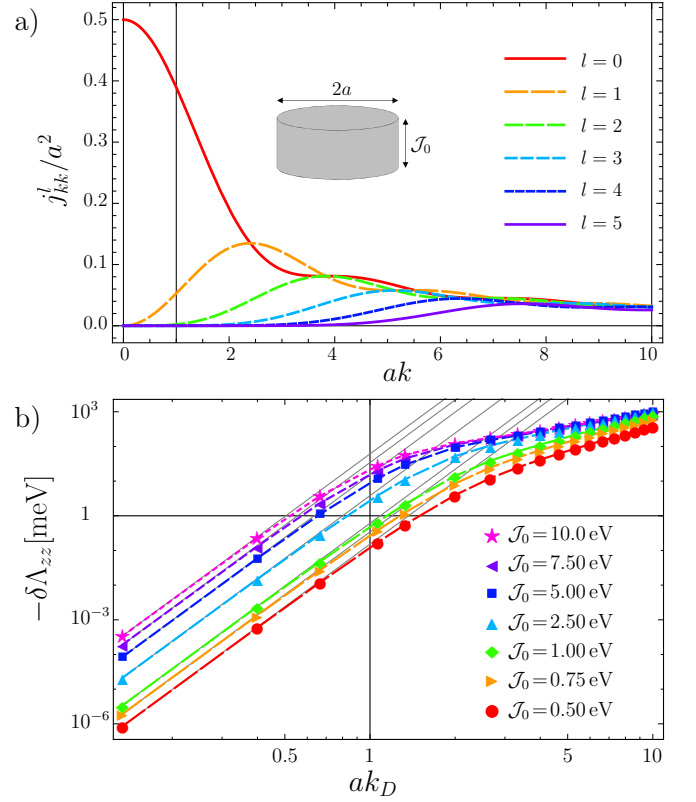 a)
0.5
0.4
0.3
0.2
0.1
0.0
j^l_{kk}/a^2
2a
𝒥_0
l = 0
l = 1
l = 2
l = 3
l = 4
l = 5
0 2 4 6 8 10
ak
b)
10^3
1
10^{-3}
10^{-6}
−δΛ_{zz}[meV]
𝒥_0=10.0 eV
𝒥_0=7.50 eV
𝒥_0=5.00 eV
𝒥_0=2.50 eV
𝒥_0=1.00 eV
𝒥_0=0.75 eV
𝒥_0=0.50 eV
0.5 1 5 10
ak_D